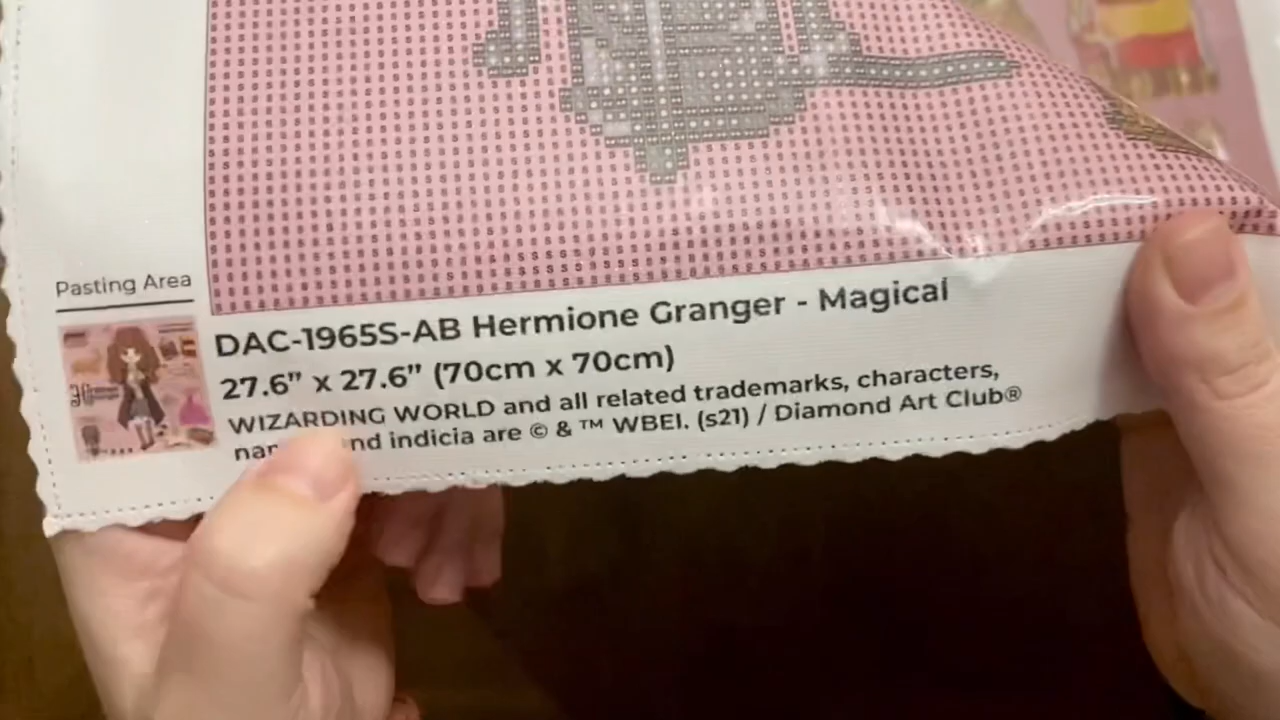 Pasting Area
DAC-1965S-AB Hermione Granger - Magical
27.6” x 27.6” (70cm x 70cm)
WIZARDING WORLD and all related trademarks, characters,
indicia are © & ™ WBEI. (s21) / Diamond Art Club®